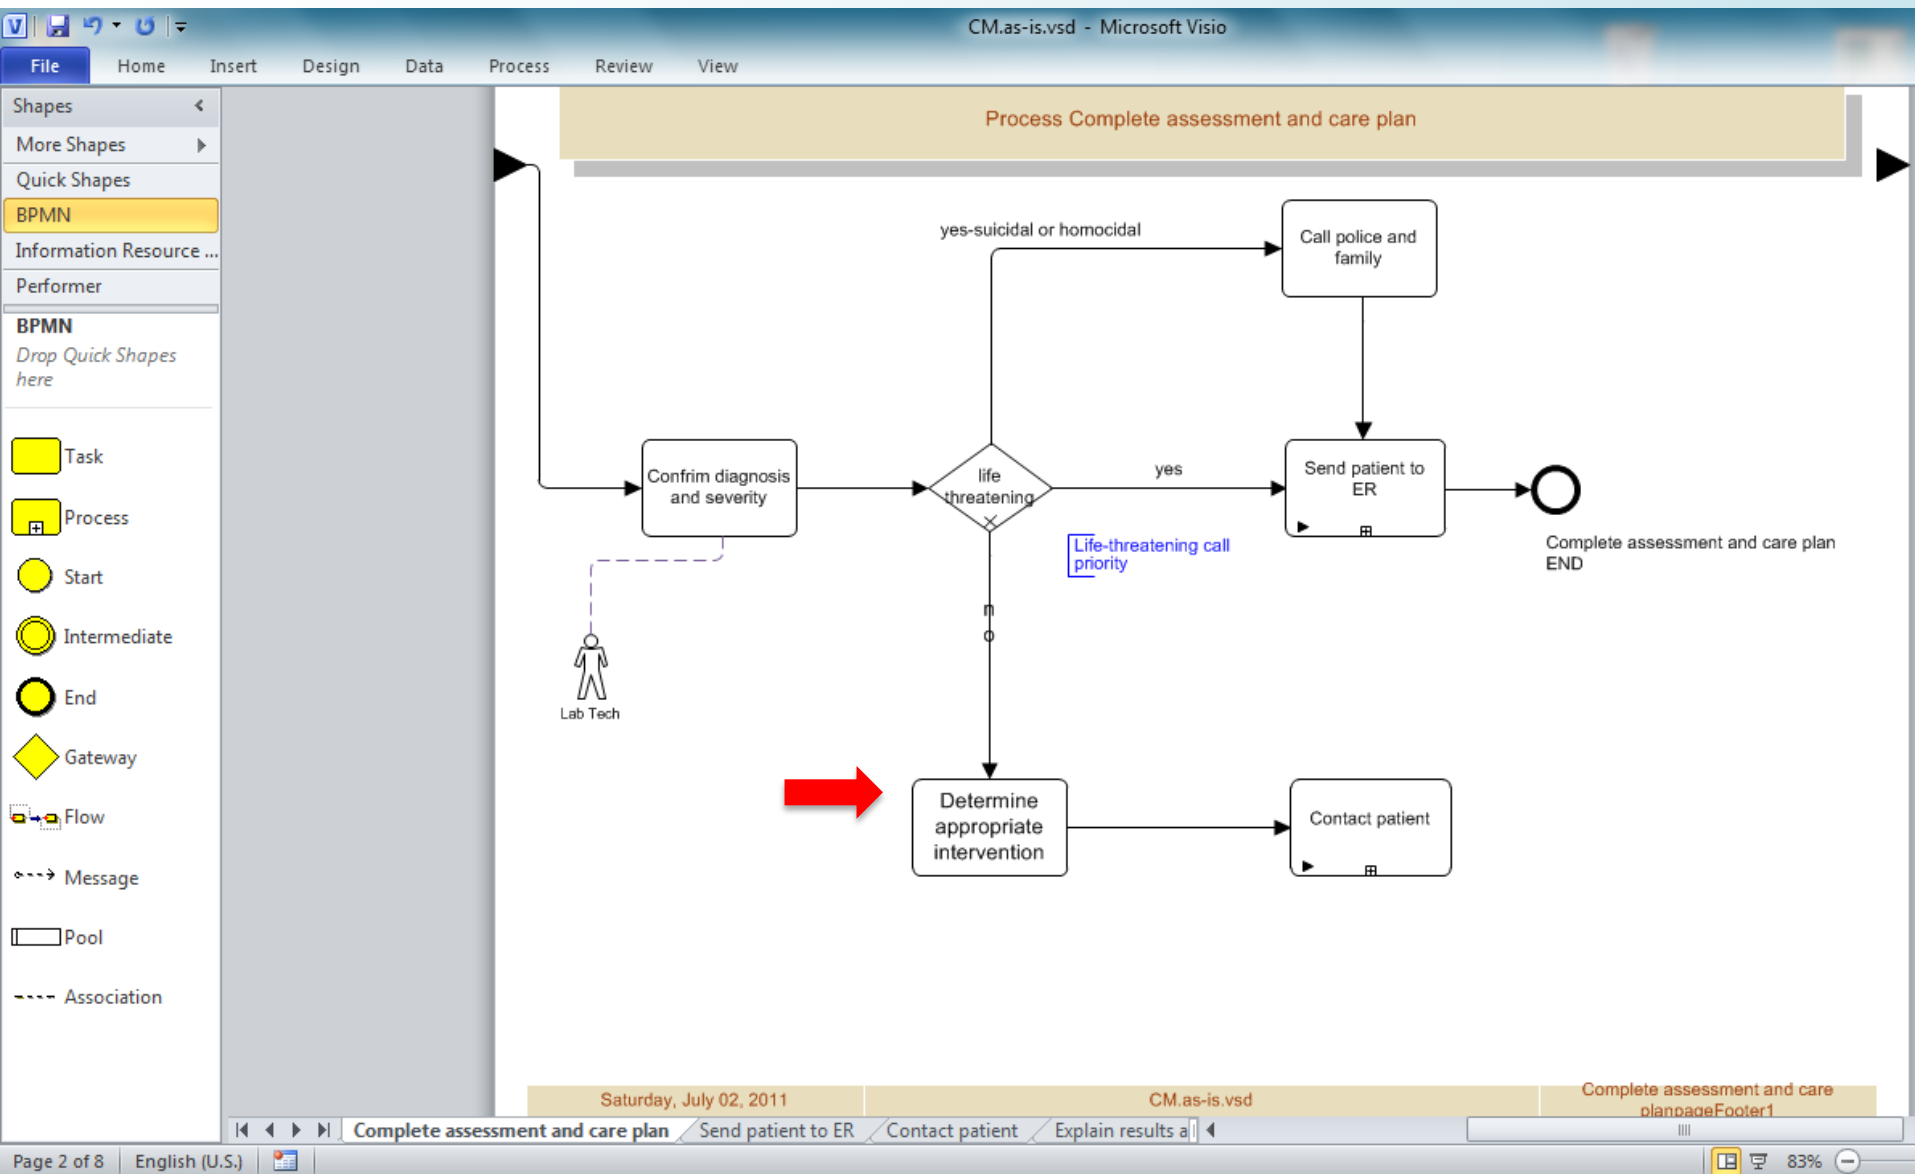 CM.as-is.vsd - Microsoft Visio
File Home Insert Design Data Process Review View
Shapes
More Shapes
Quick Shapes
BPMN
Information Resource ...
Performer
BPMN
Drop Quick Shapes
here
Task
Process
Start
Intermediate
End
Gateway
Flow
Message
Pool
Association
Process Complete assessment and care plan
yes-suicidal or homocidal
Call police and
family
Confrim diagnosis
and severity
life
threatening
yes
Send patient to
ER
Life-threatening call
priority
Complete assessment and care plan
END
n
o
Lab Tech
Determine
appropriate
intervention
Contact patient
Saturday, July 02, 2011
CM.as-is.vsd
Complete assessment and care
planpageFooter1
Complete assessment and care plan Send patient to ER Contact patient Explain results a
Page 2 of 8 English (U.S.) 83%